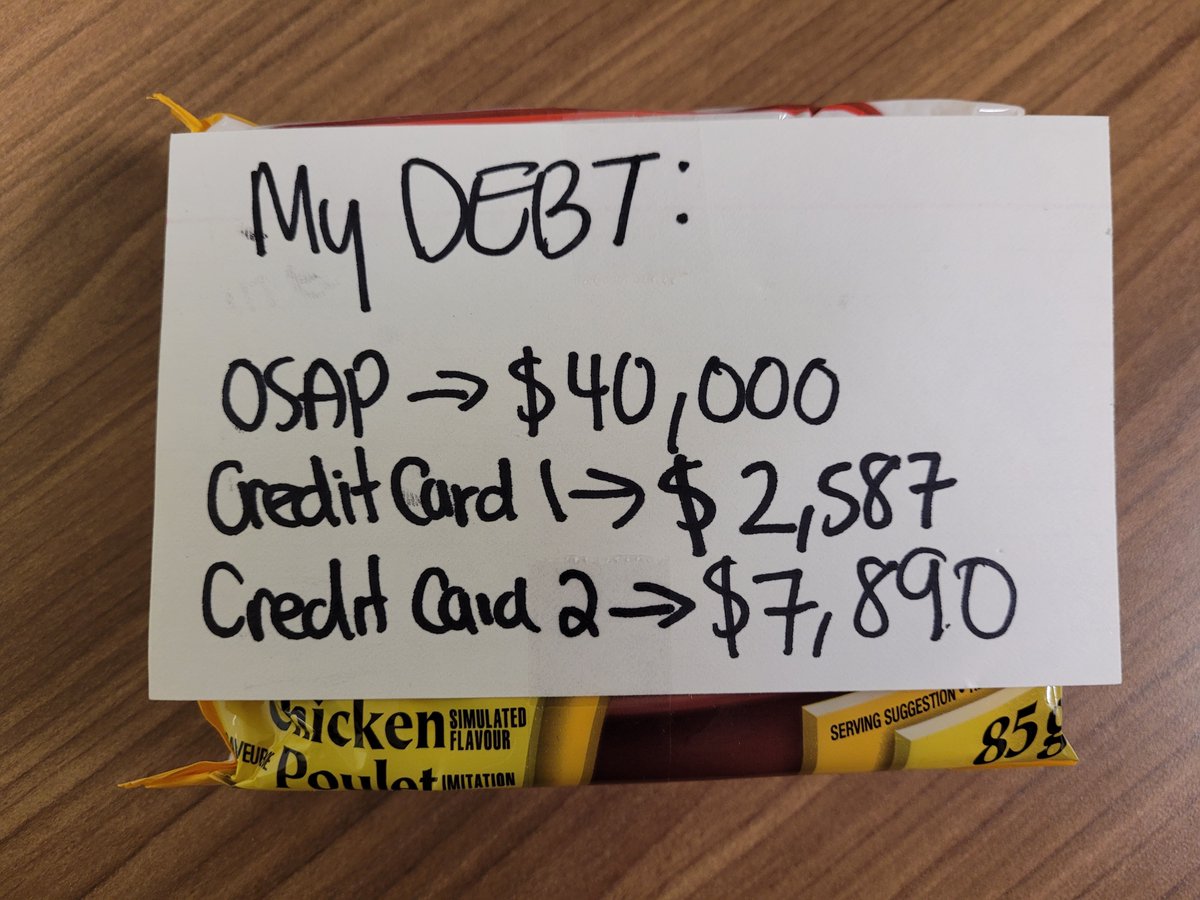 My DEBT:
OSAP → $40,000
Credit Card 1 → $2,587
Credit Card 2 → $7,890
Chicken SIMULATED FLAVOUR
Poulet IMITATION
SERVING SUGGESTION •
85g